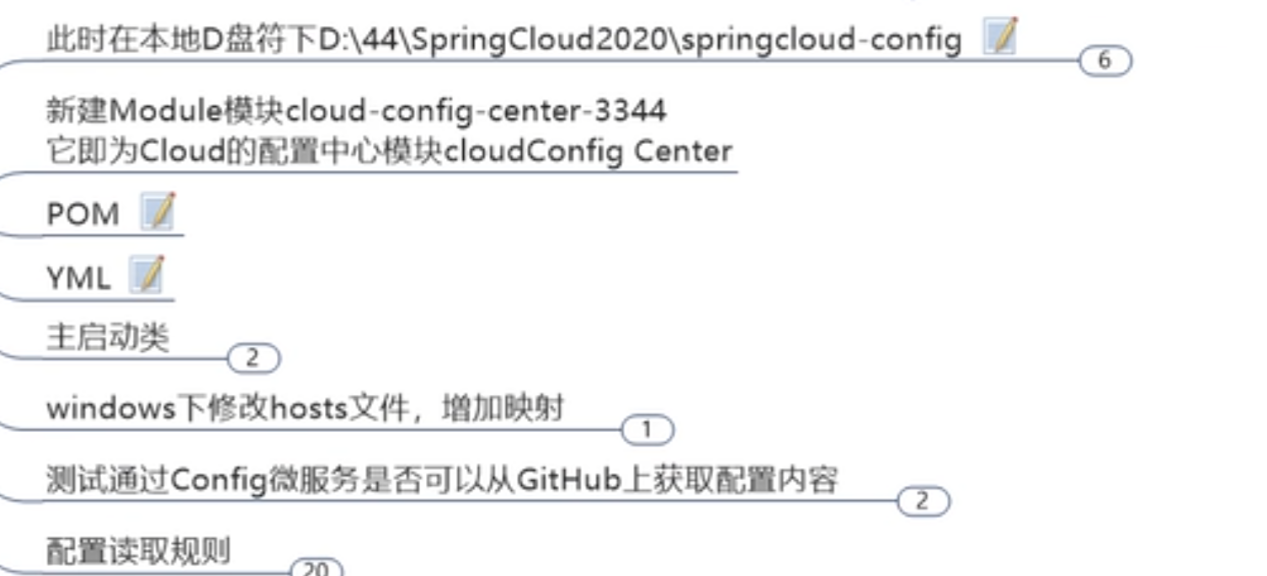 此时在本地D盘符下D:\44\SpringCloud2020\springcloud-config
6
新建Module模块cloud-config-center-3344
它即为Cloud的配置中心模块cloudConfig Center
POM
YML
主启动类
2
windows下修改hosts文件，增加映射
1
测试通过Config微服务是否可以从GitHub上获取配置内容
2
配置读取规则
20